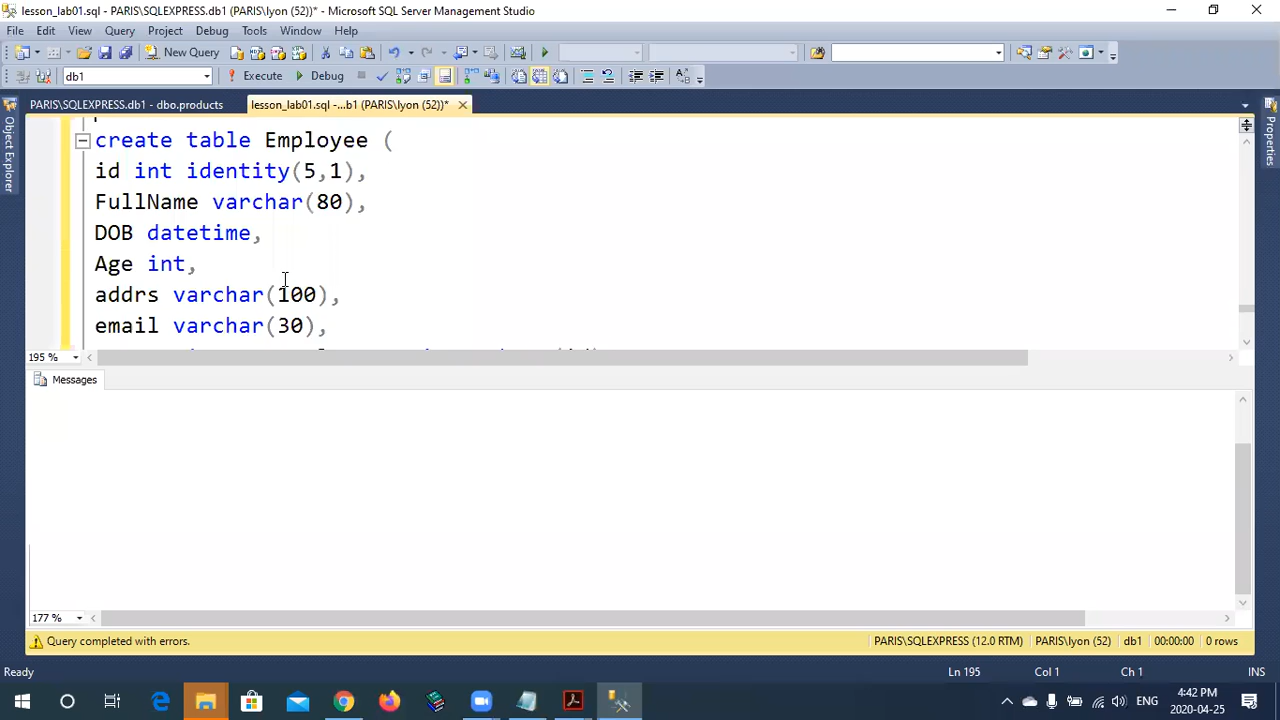 lesson_lab01.sql - PARIS\SQLEXPRESS.db1 (PARIS\lyon (52))* - Microsoft SQL Server Management Studio
File Edit View Query Project Debug Tools Window Help
New Query
db1 Execute Debug
PARIS\SQLEXPRESS.db1 - dbo.products lesson_lab01.sql -...b1 (PARIS\lyon (52))*
Object Explorer
Properties
create table Employee (
id int identity(5,1),
FullName varchar(80),
DOB datetime,
Age int,
addrs varchar(100),
email varchar(30),
195 %
Messages
177 %
Query completed with errors. PARIS\SQLEXPRESS (12.0 RTM) PARIS\lyon (52) db1 00:00:00 0 rows
Ready Ln 195 Col 1 Ch 1 INS
ENG 4:42 PM
2020-04-25